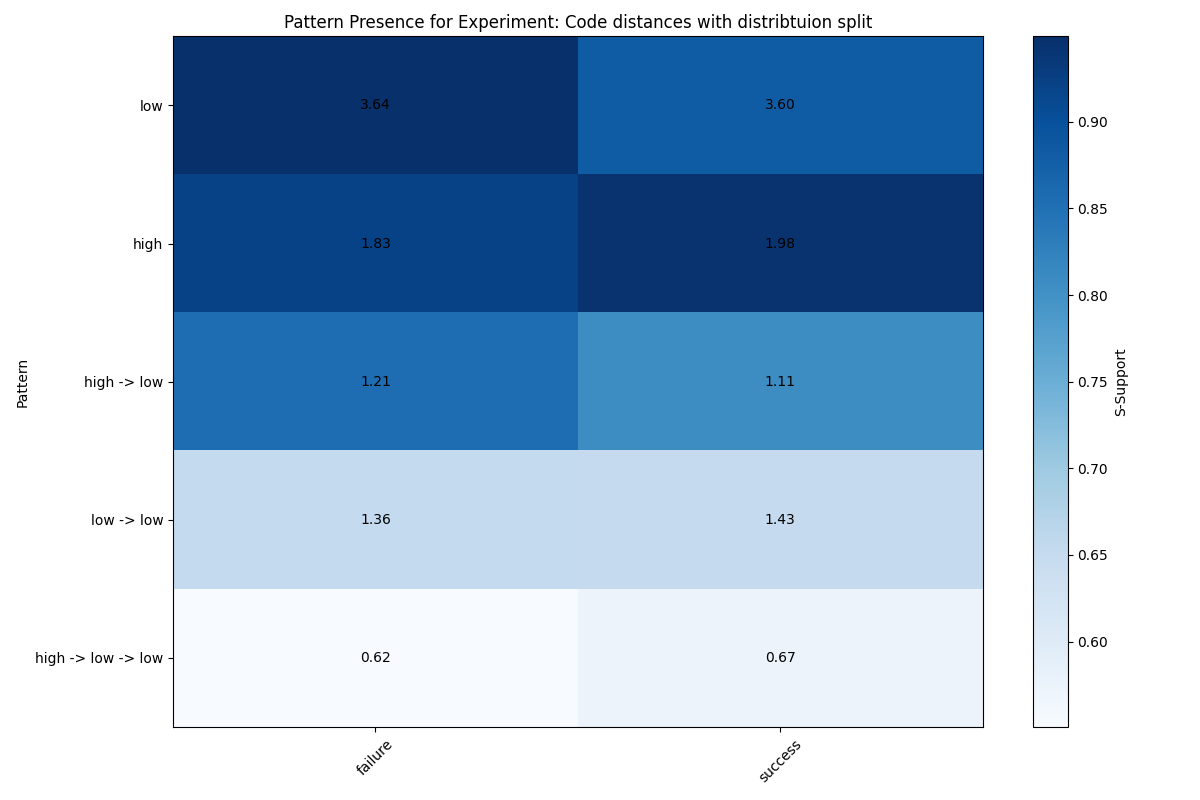 Pattern Presence for Experiment: Code distances with distribtuion split
Pattern
low
3.64
3.60
high
1.83
1.98
high -> low
1.21
1.11
low -> low
1.36
1.43
high -> low -> low
0.62
0.67
failure
success
0.90
0.85
0.80
0.75
0.70
0.65
0.60
S-Support